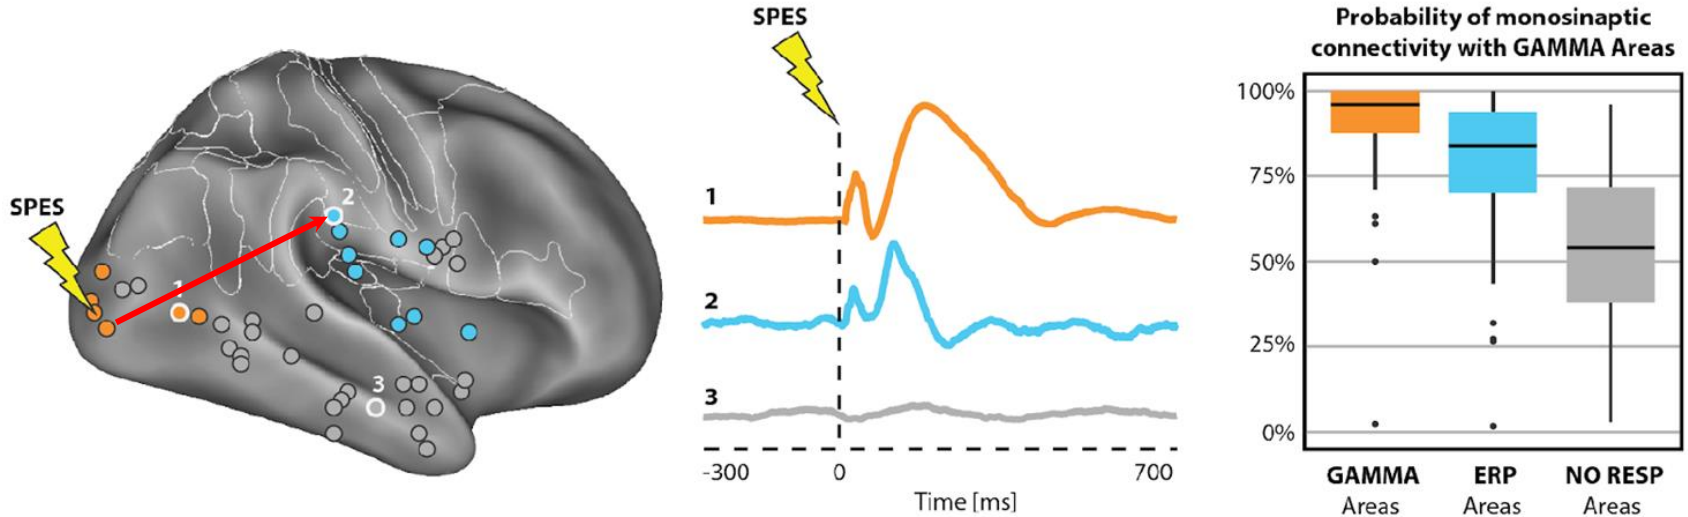 SPES
1
2
3
SPES
1
2
3
-300
0
700
Time [ms]
Probability of monosinaptic
connectivity with GAMMA Areas
100%
75%
50%
25%
0%
GAMMA
Areas
ERP
Areas
NO RESP
Areas